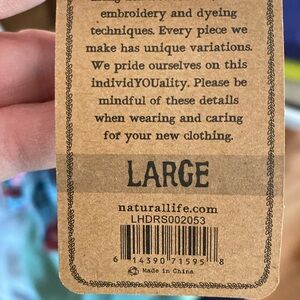 embroidery and dyeing
techniques. Every piece we
make has unique variations.
We pride ourselves on this
individYOUality. Please be
mindful of these details
when wearing and caring
for your new clothing.
LARGE
naturallife.com
LHDRS002053
6 14390 71595 8
Made in China